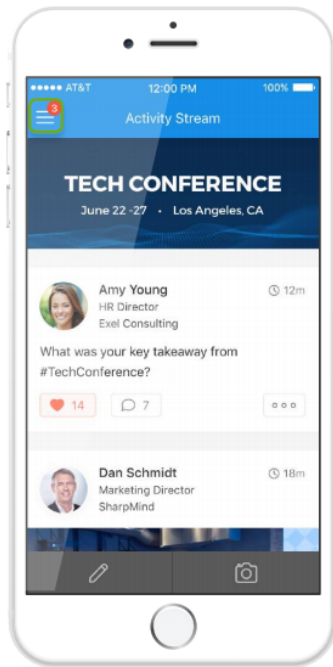 AT&T 12:00 PM 100%
3
Activity Stream
TECH CONFERENCE
June 22 -27 • Los Angeles, CA
Amy Young 12m
HR Director
Exel Consulting
What was your key takeaway from
#TechConference?
14 7
Dan Schmidt 18m
Marketing Director
SharpMind